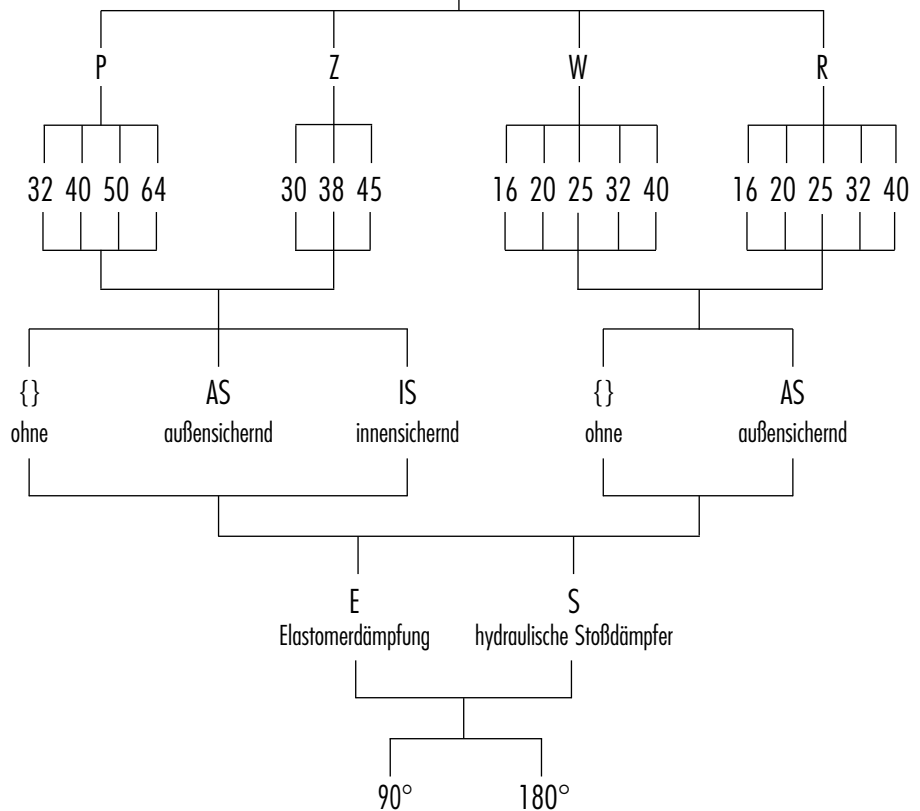 P Z W R
32 40 50 64 30 38 45 16 20 25 32 40 16 20 25 32 40
{} AS IS {} AS
ohne außensichernd innensichernd ohne außensichernd
E S
Elastomerdämpfung hydraulische Stoßdämpfer
90° 180°